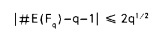 |#E(F_q)-q-1| ≤ 2q^{1/2}